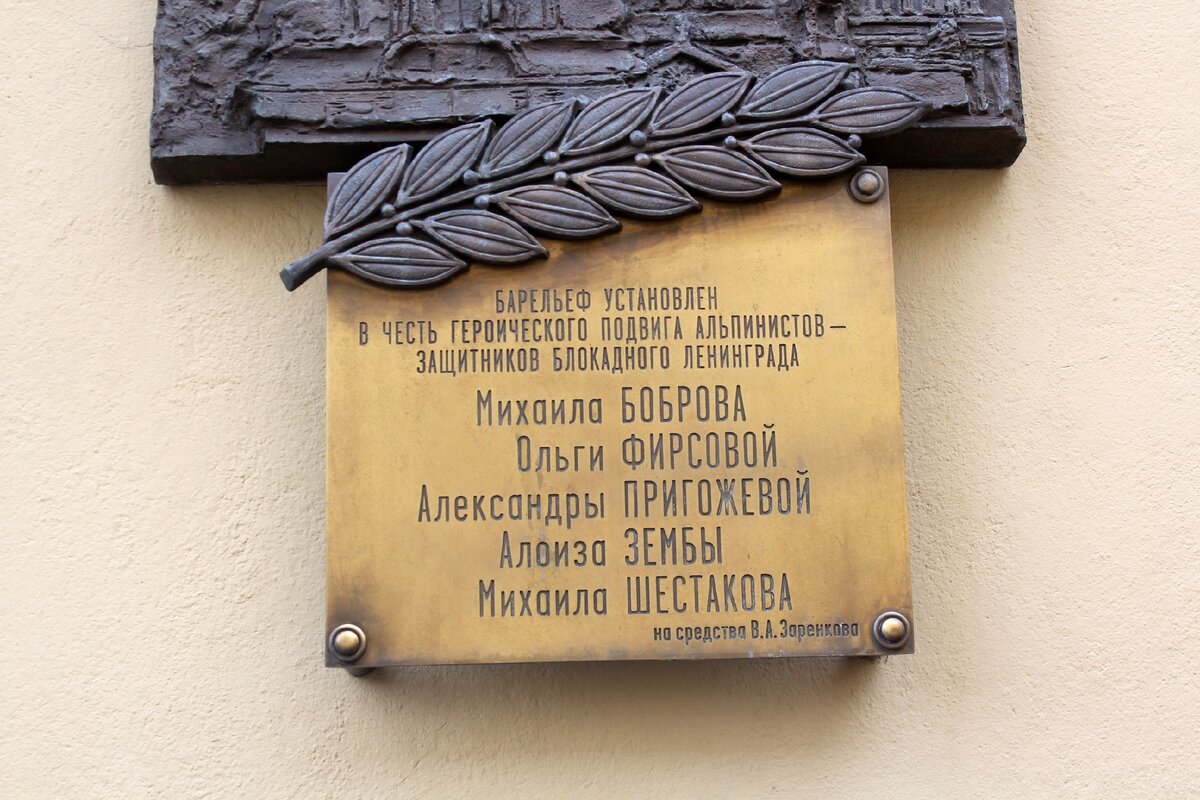 БАРЕЛЬЕФ УСТАНОВЛЕН
В ЧЕСТЬ ГЕРОИЧЕСКОГО ПОДВИГА АЛЬПИНИСТОВ–
ЗАЩИТНИКОВ БЛОКАДНОГО ЛЕНИНГРАДА
Михаила БОБРОВА
Ольги ФИРСОВОЙ
Александры ПРИГОЖЕВОЙ
Алоиза ЗЕМБЫ
Михаила ШЕСТАКОВА
на средства В.А.Заренкова